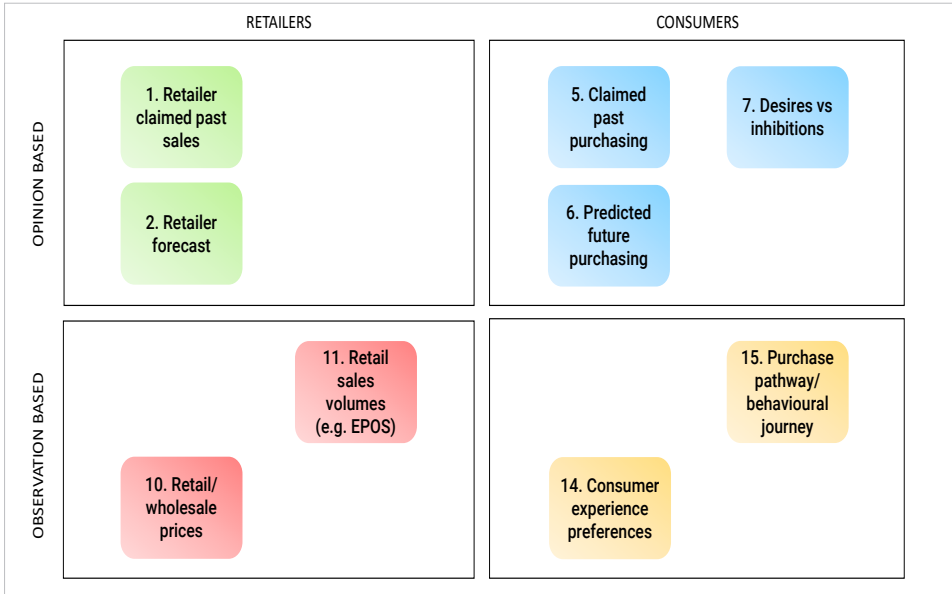 RETAILERS
CONSUMERS
OPINION BASED
1. Retailer
claimed past
sales
2. Retailer
forecast
5. Claimed
past
purchasing
7. Desires vs
inhibitions
6. Predicted
future
purchasing
OBSERVATION BASED
11. Retail
sales
volumes
(e.g. EPOS)
10. Retail/
wholesale
prices
15. Purchase
pathway/
behavioural
journey
14. Consumer
experience
preferences